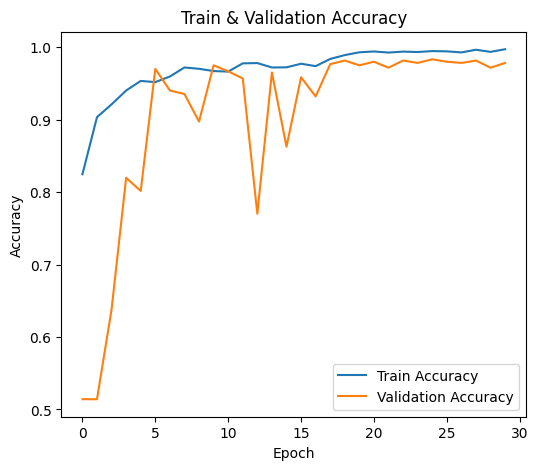 Train & Validation Accuracy
Accuracy
1.0
0.9
0.8
0.7
0.6
0.5
Train Accuracy
Validation Accuracy
0 5 10 15 20 25 30
Epoch